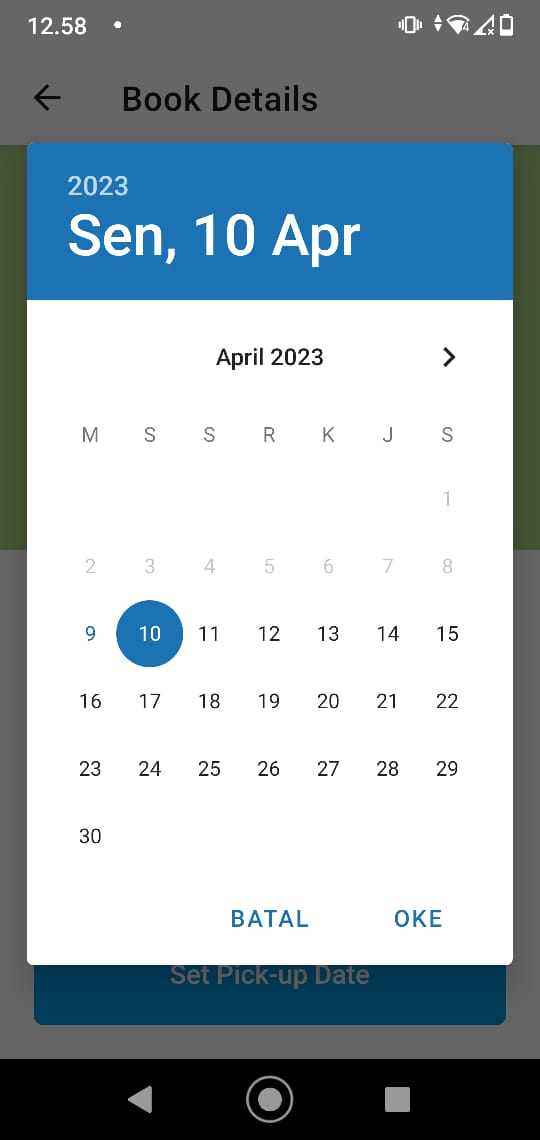 12.58
Book Details
2023
Sen, 10 Apr
April 2023
M S S R K J S
1
2 3 4 5 6 7 8
9 10 11 12 13 14 15
16 17 18 19 20 21 22
23 24 25 26 27 28 29
30
BATAL OKE
Set Pick-up Date